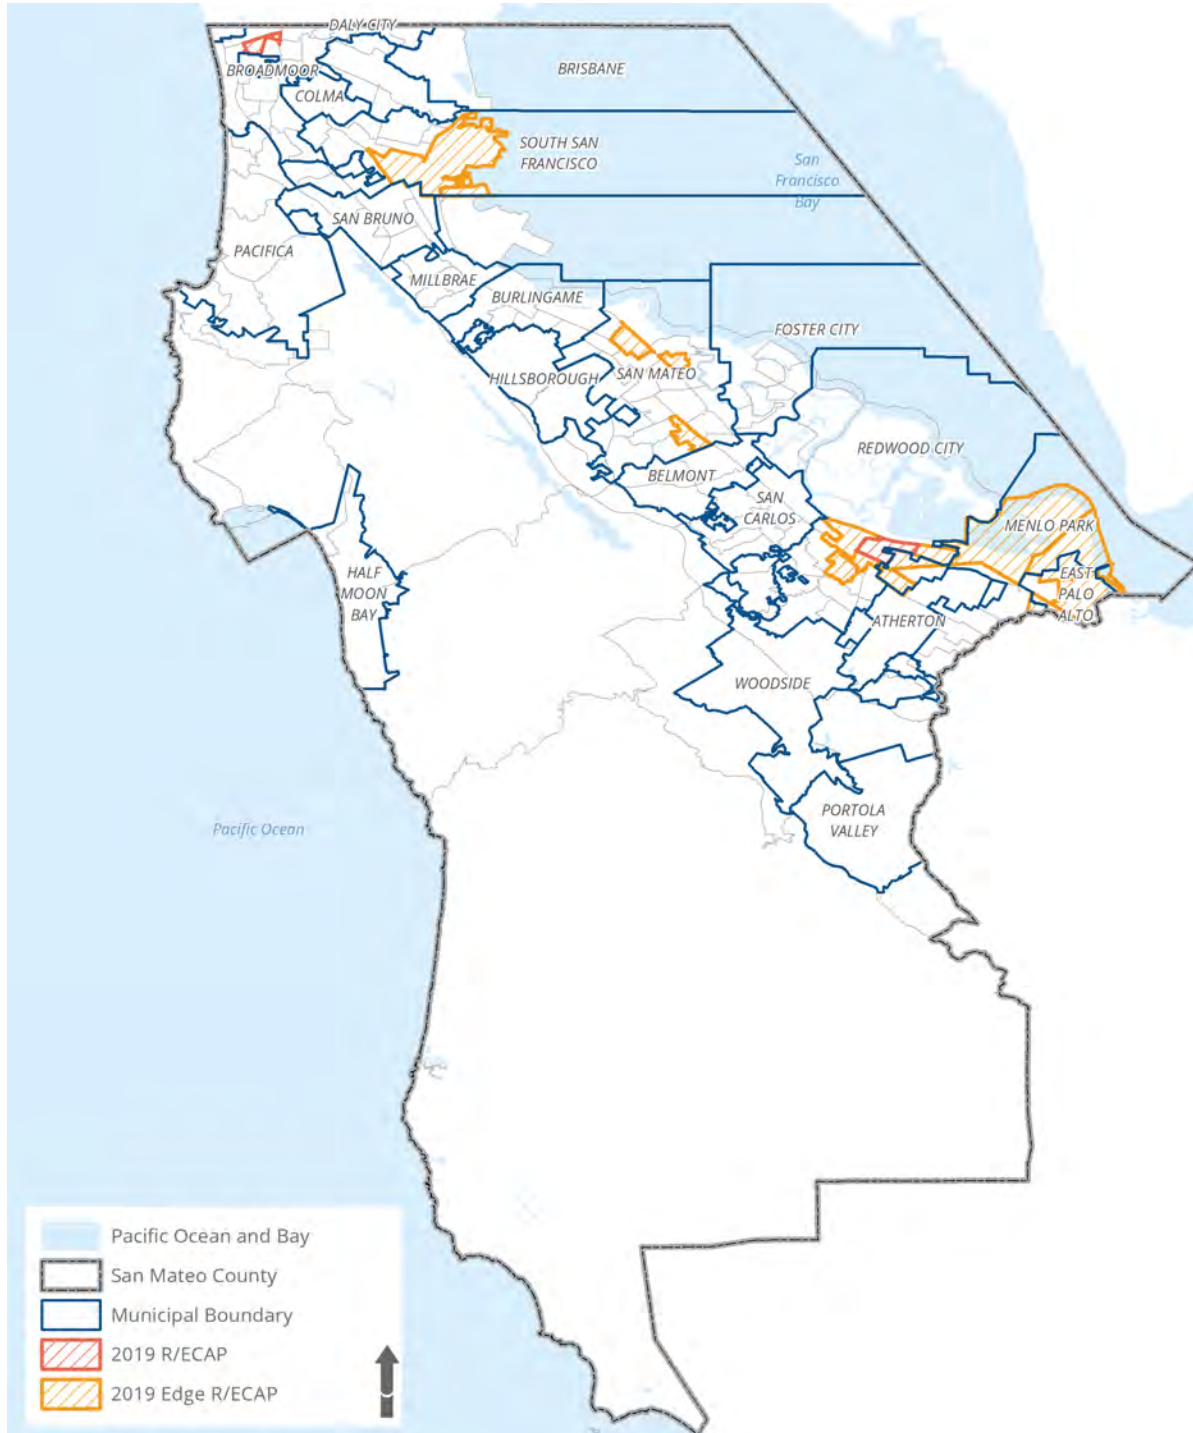 DALY CITY
BROADMOOR
BRISBANE
COLMA
SOUTH SAN
FRANCISCO
San
Francisco
Bay
SAN BRUNO
PACIFICA
MILLBRAE
BURLINGAME
FOSTER CITY
HILLSBOROUGH
SAN MATEO
REDWOOD CITY
BELMONT
SAN
CARLOS
MENLO PARK
HALF
MOON
BAY
EAST
PALO
ALTO
ATHERTON
WOODSIDE
Pacific Ocean
PORTOLA
VALLEY
Pacific Ocean and Bay
San Mateo County
Municipal Boundary
2019 R/ECAP
2019 Edge R/ECAP